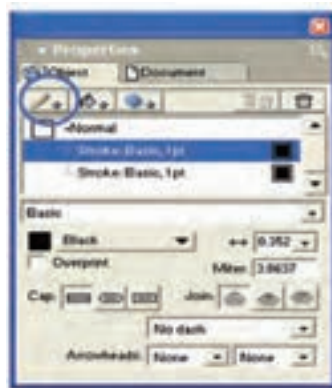 Properties
Object Document
Normal
Stroke: Basic, 1pt
Stroke: Basic, 1pt
Basic
Black 0.352
Overprint Miter: 3.8637
Cap: Join:
No dash
Arrowheads: None None